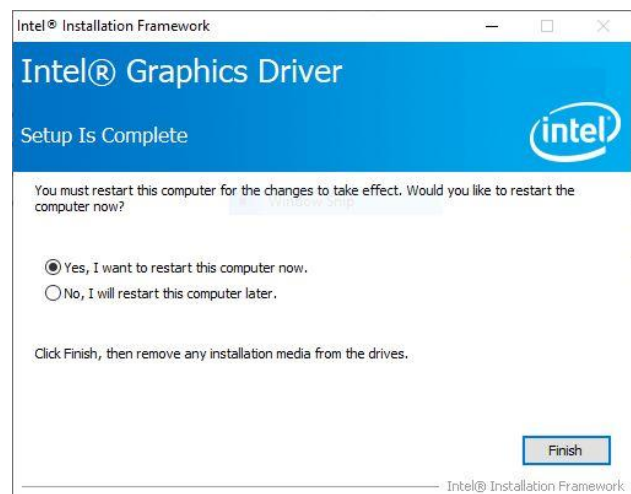 Intel® Installation Framework
Intel® Graphics Driver
Setup Is Complete
intel
You must restart this computer for the changes to take effect. Would you like to restart the
computer now?
Window Snip
Yes, I want to restart this computer now.
No, I will restart this computer later.
Click Finish, then remove any installation media from the drives.
Finish
Intel® Installation Framework